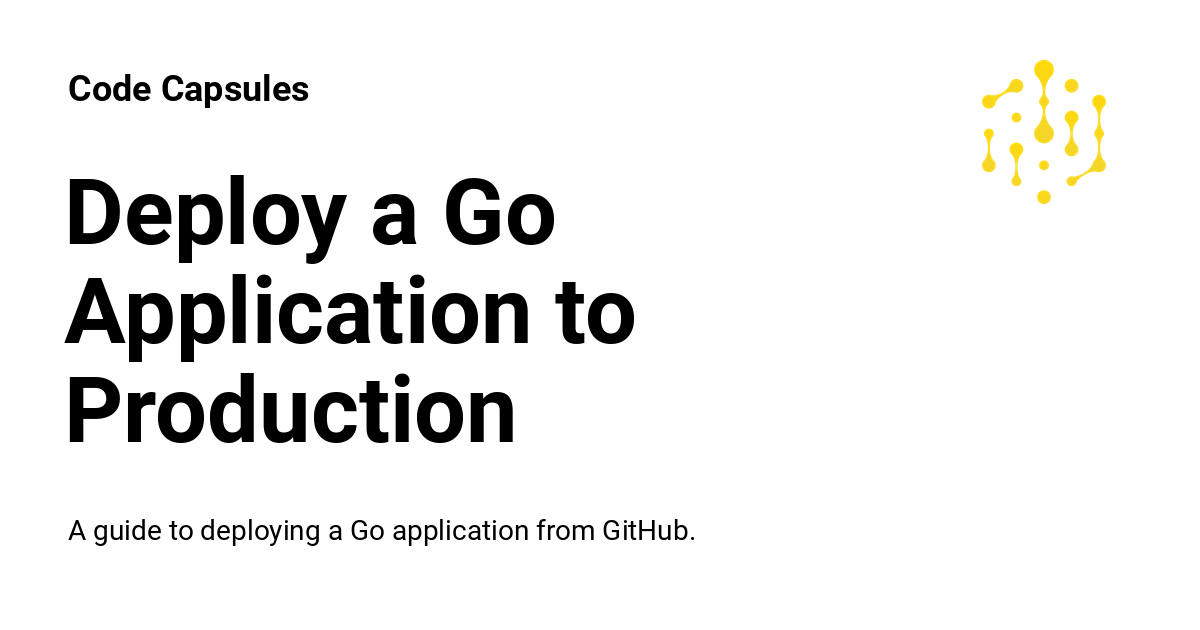 Code Capsules
Deploy a Go
Application to
Production
A guide to deploying a Go application from GitHub.